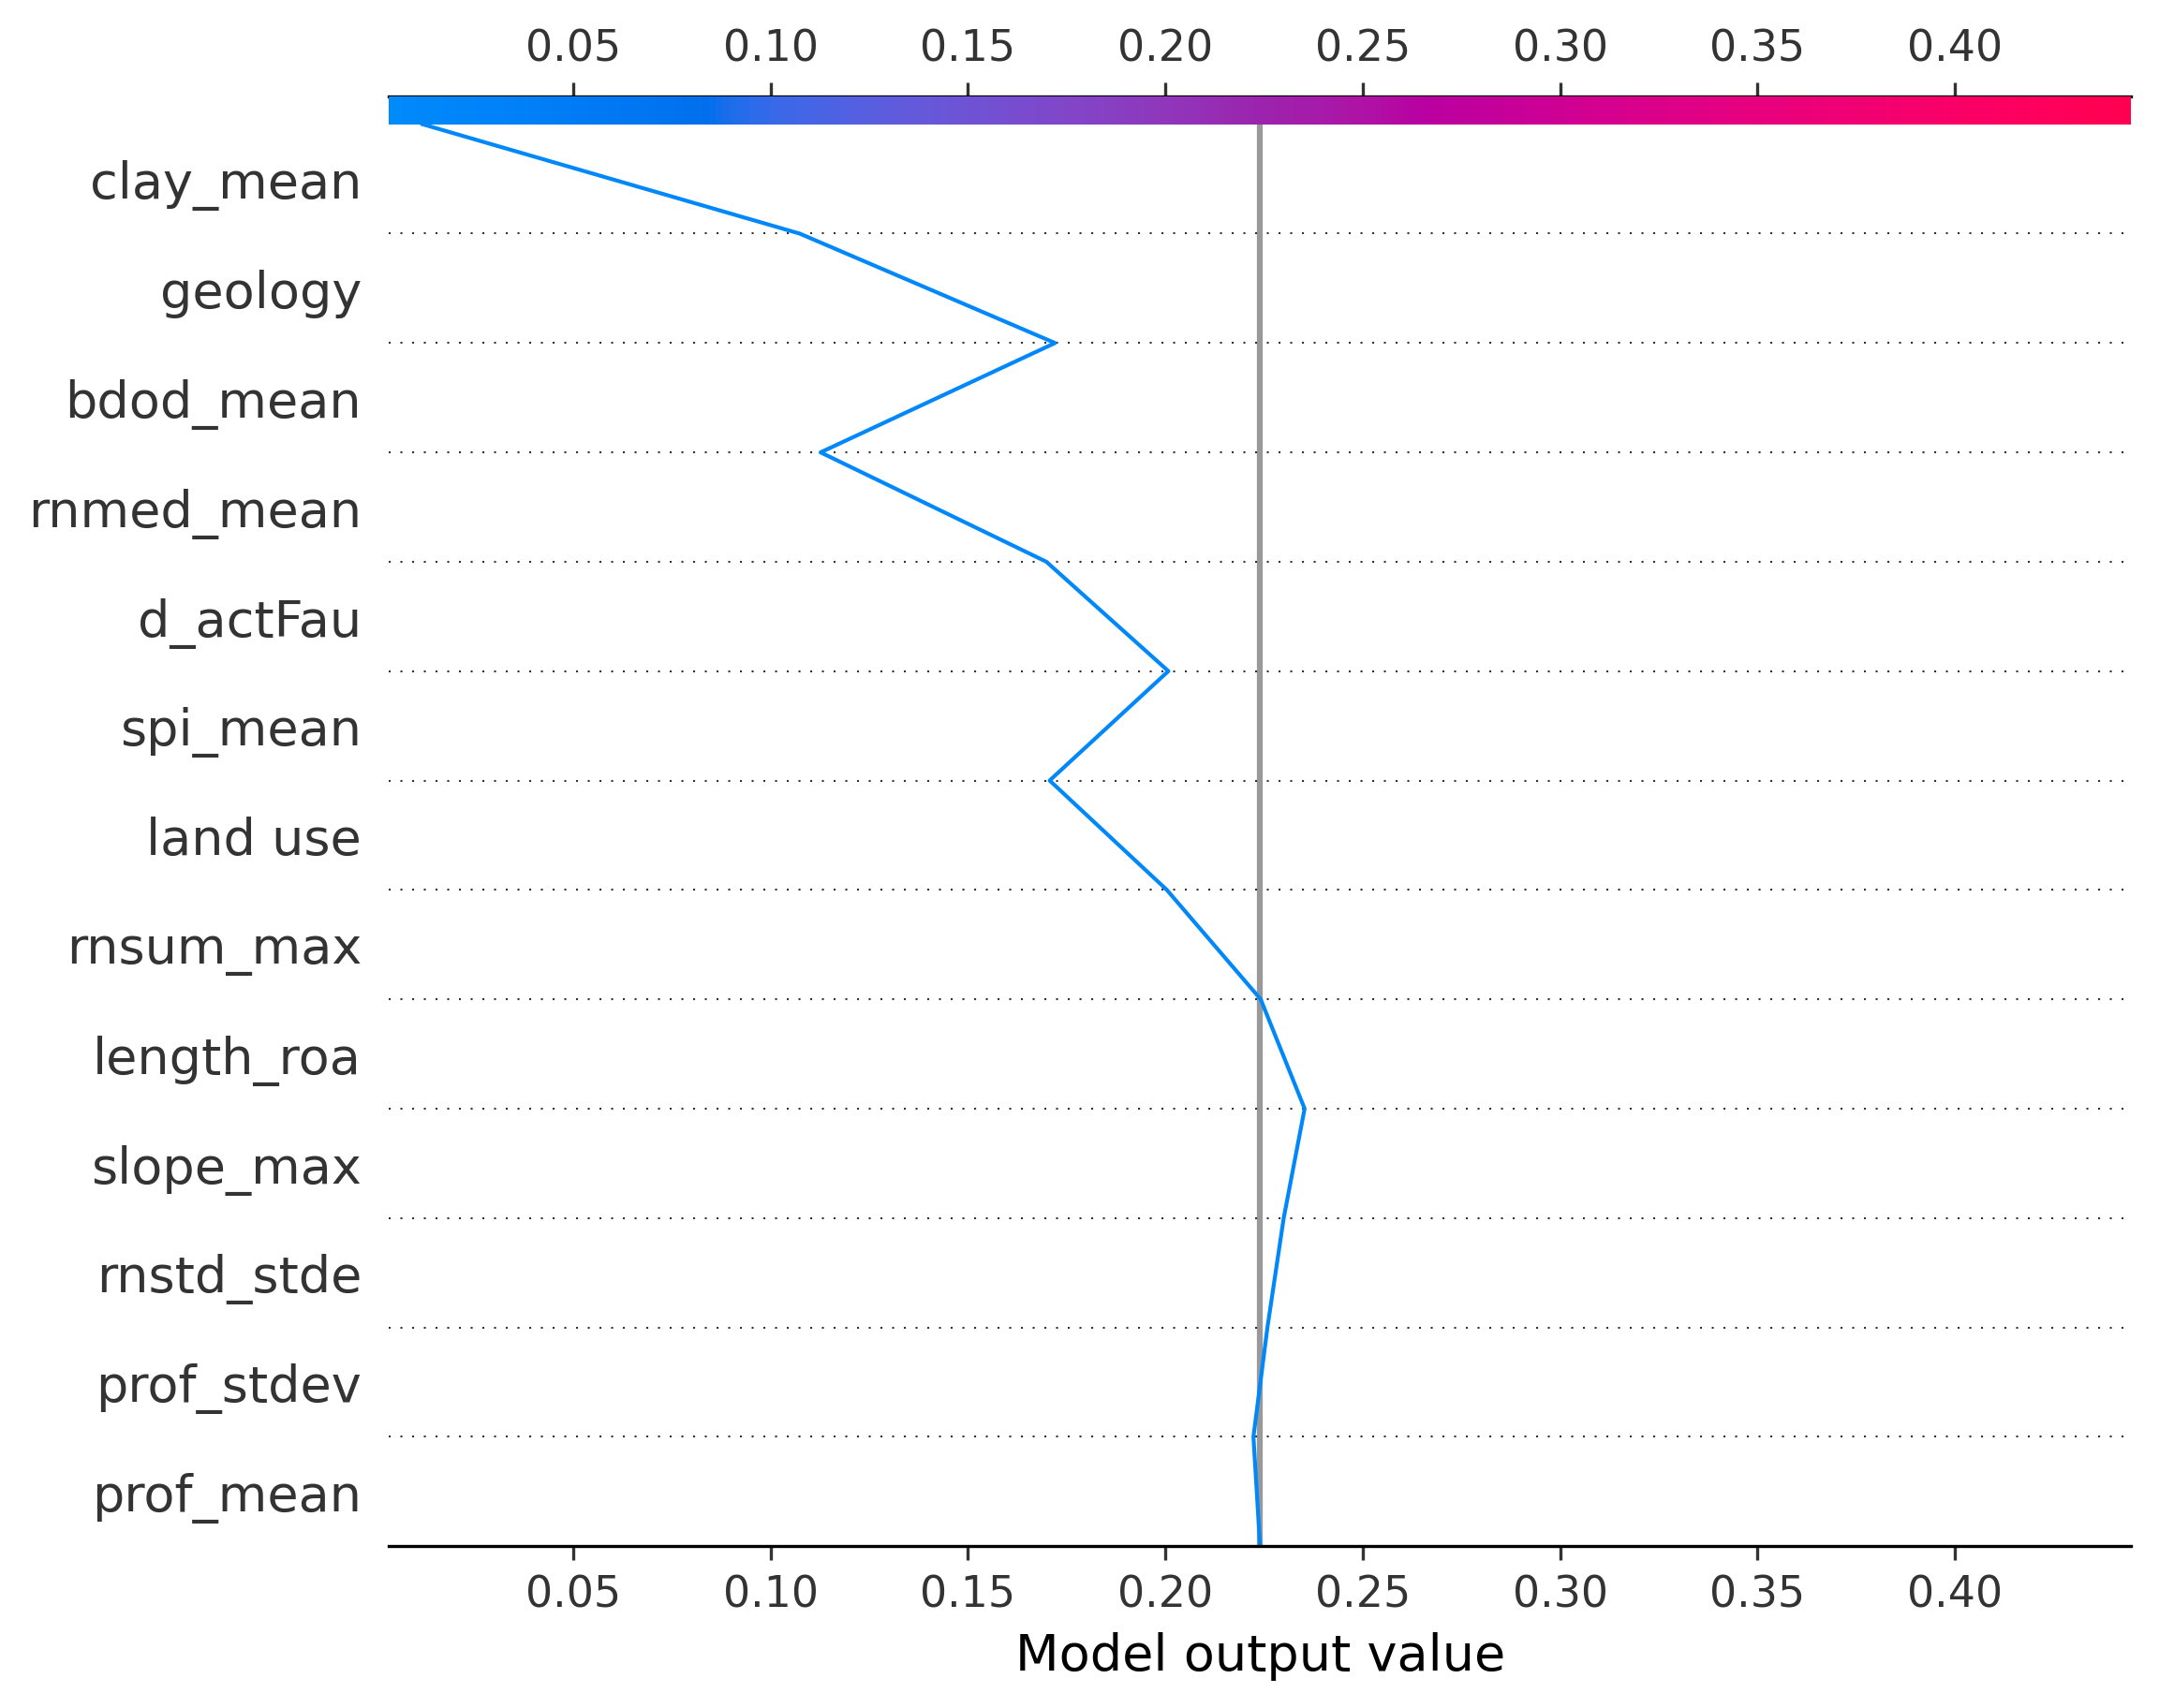 0.05 0.10 0.15 0.20 0.25 0.30 0.35 0.40
clay_mean
geology
bdod_mean
rnmed_mean
d_actFau
spi_mean
land use
rnsum_max
length_roa
slope_max
rnstd_stde
prof_stdev
prof_mean
0.05 0.10 0.15 0.20 0.25 0.30 0.35 0.40
Model output value